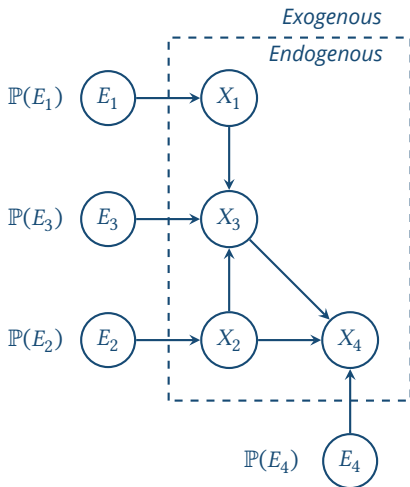 Exogenous
Endogenous
ℙ(E₁) E₁ X₁
ℙ(E₃) E₃ X₃
ℙ(E₂) E₂ X₂ X₄
ℙ(E₄) E₄